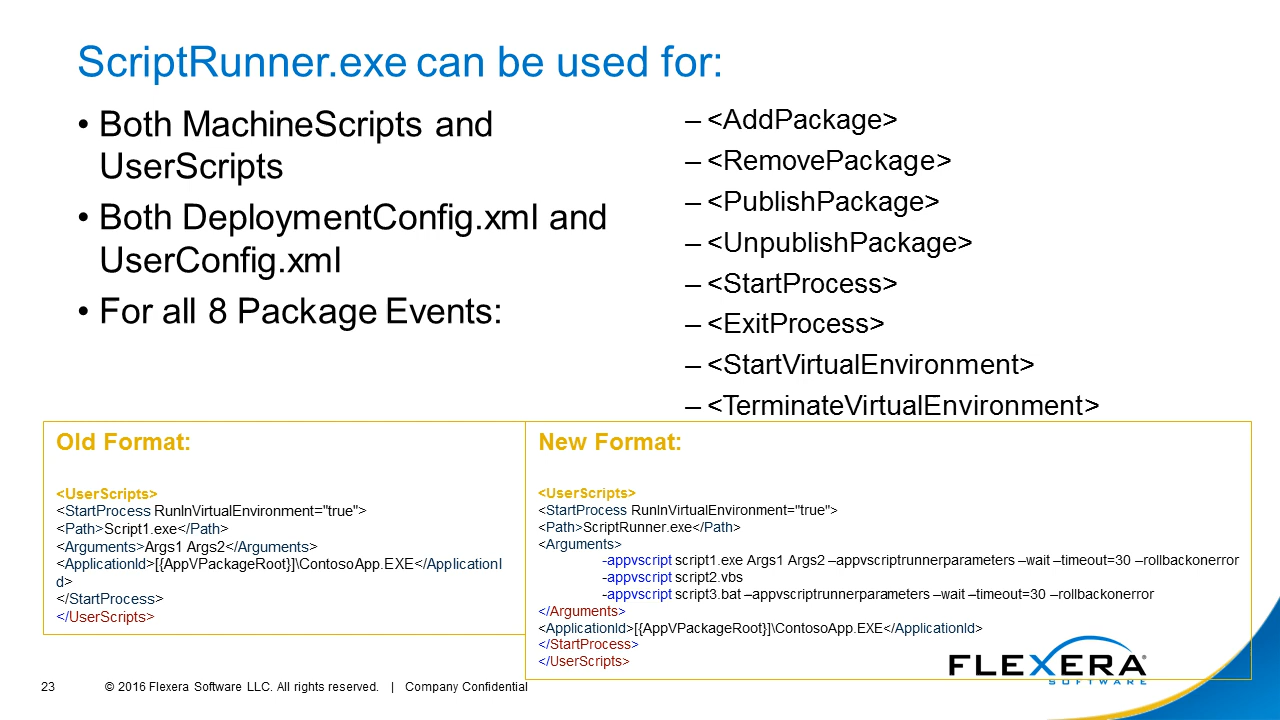 ScriptRunner.exe can be used for:
• Both MachineScripts and
UserScripts
• Both DeploymentConfig.xml and
UserConfig.xml
• For all 8 Package Events:
– <AddPackage>
– <RemovePackage>
– <PublishPackage>
– <UnpublishPackage>
– <StartProcess>
– <ExitProcess>
– <StartVirtualEnvironment>
– <TerminateVirtualEnvironment>
Old Format:
<UserScripts>
<StartProcess RunInVirtualEnvironment="true">
<Path>Script1.exe</Path>
<Arguments>Args1 Args2</Arguments>
<ApplicationId>[{AppVPackageRoot}]\ContosoApp.EXE</ApplicationI
d>
</StartProcess>
</UserScripts>
New Format:
<UserScripts>
<StartProcess RunInVirtualEnvironment="true">
<Path>ScriptRunner.exe</Path>
<Arguments>
-appvscript script1.exe Args1 Args2 –appvscriptrunnerparameters –wait –timeout=30 –rollbackonerror
-appvscript script2.vbs
-appvscript script3.bat –appvscriptrunnerparameters –wait –timeout=30 –rollbackonerror
</Arguments>
<ApplicationId>[{AppVPackageRoot}]\ContosoApp.EXE</ApplicationId>
</StartProcess>
</UserScripts>
FLEXERA
SOFTWARE
23 © 2016 Flexera Software LLC. All rights reserved. | Company Confidential